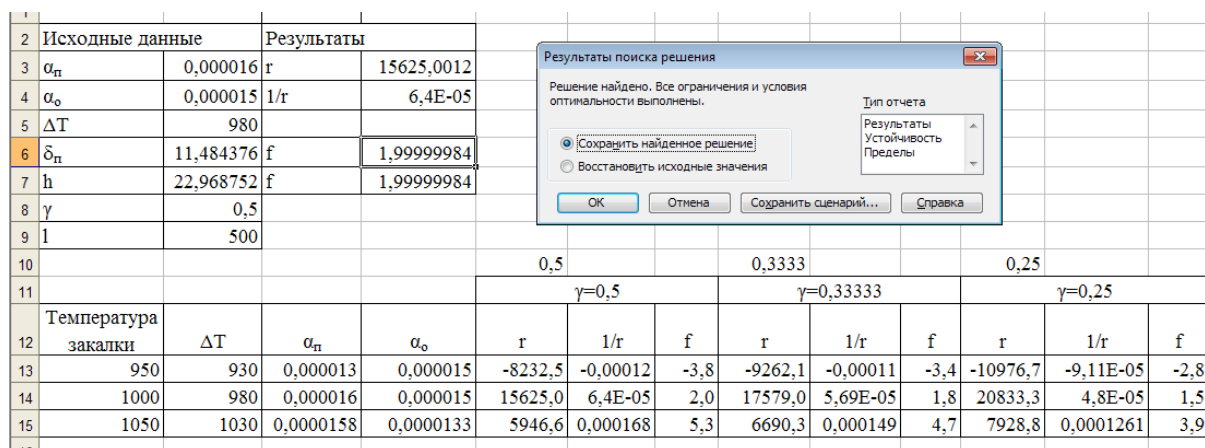 2 Исходные данные Результаты
3 αп 0,000016 r 15625,0012
4 αо 0,000015 1/r 6,4E-05
5 ΔT 980
6 δп 11,484376 f 1,99999984
7 h 22,968752 f 1,99999984
8 γ 0,5
9 l 500
Результаты поиска решения
Решение найдено. Все ограничения и условия
оптимальности выполнены.
Тип отчета
Результаты
Устойчивость
Пределы
Сохранить найденное решение
Восстановить исходные значения
ОК Отмена Сохранить сценарий... Справка
10 0,5 0,3333 0,25
11 γ=0,5 γ=0,33333 γ=0,25
Температура
12 закалки ΔT αп αо r 1/r f r 1/r f r 1/r f
13 950 930 0,000013 0,000015 -8232,5 -0,00012 -3,8 -9262,1 -0,00011 -3,4 -10976,7 -9,11E-05 -2,8
14 1000 980 0,000016 0,000015 15625,0 6,4E-05 2,0 17579,0 5,69E-05 1,8 20833,3 4,8E-05 1,5
15 1050 1030 0,0000158 0,0000133 5946,6 0,000168 5,3 6690,3 0,000149 4,7 7928,8 0,0001261 3,9